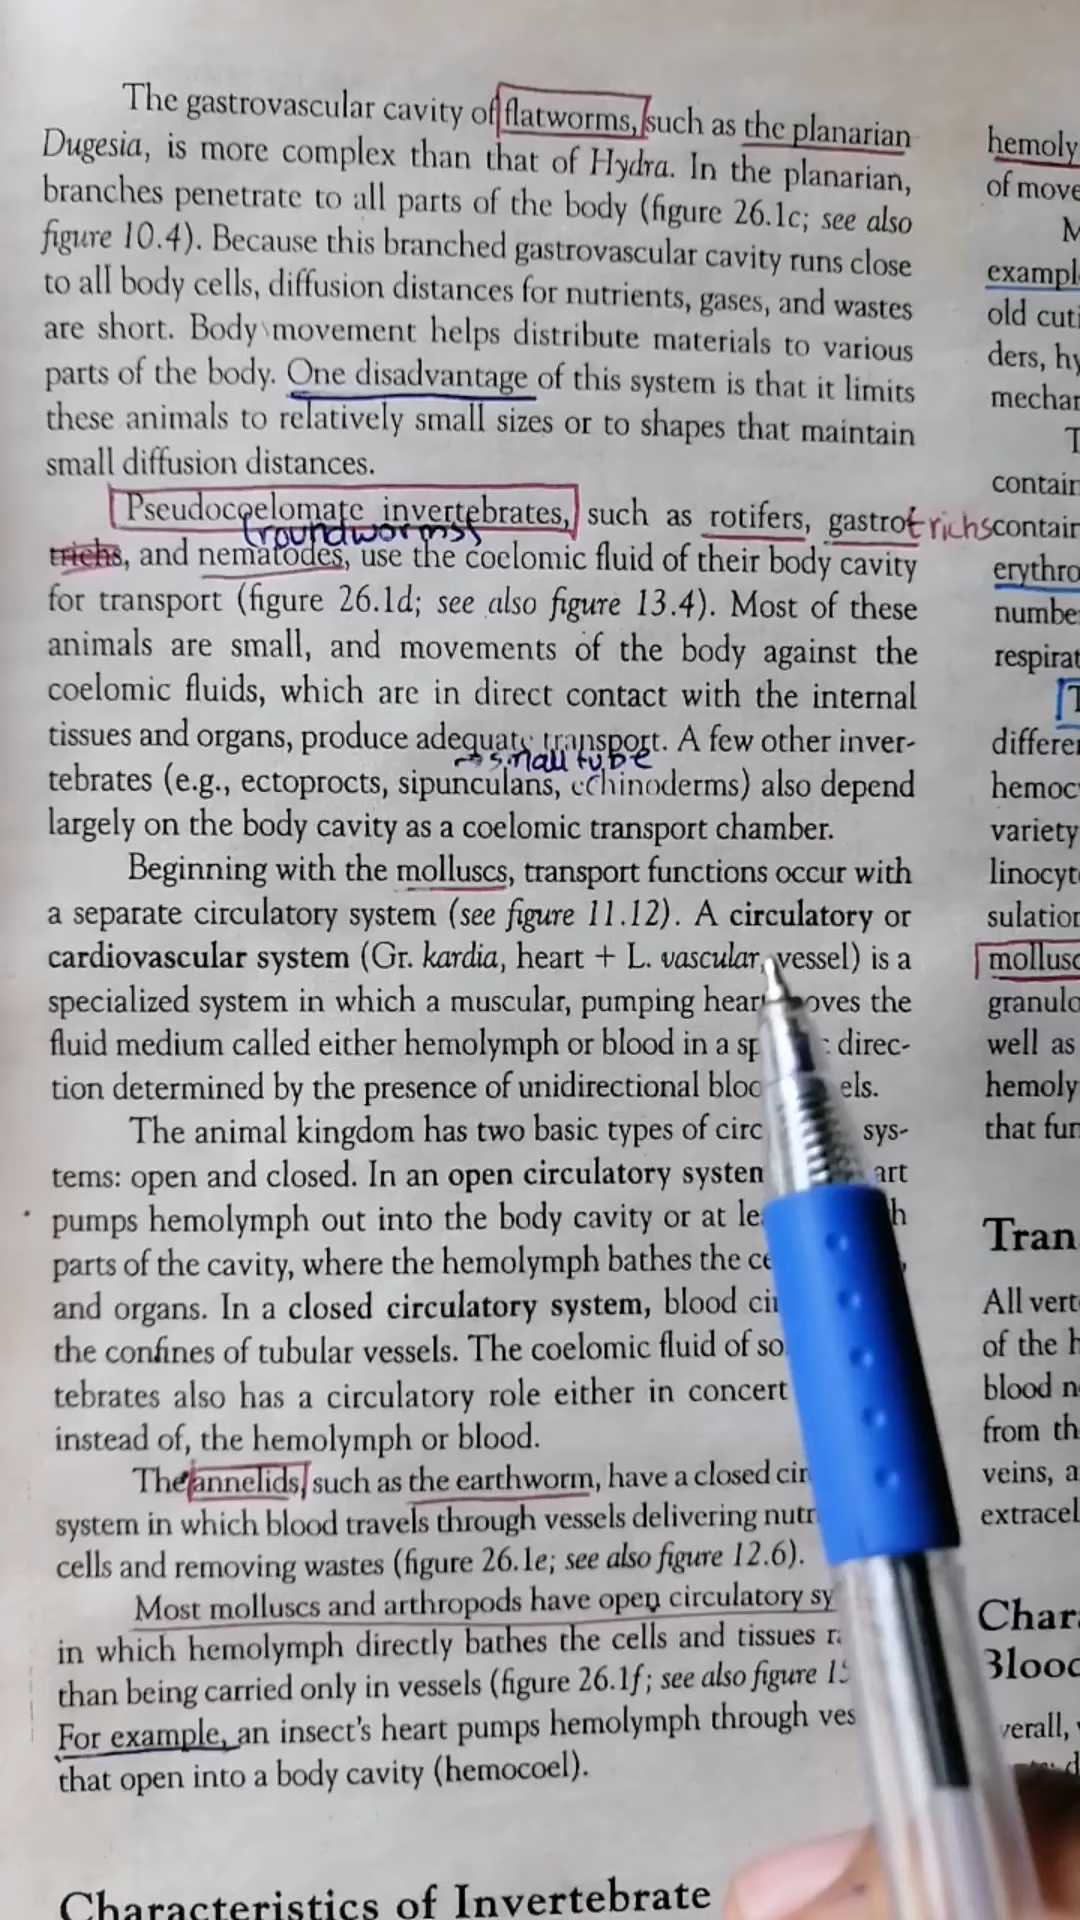 The gastrovascular cavity of flatworms, such as the planarian
Dugesia, is more complex than that of Hydra. In the planarian,
branches penetrate to all parts of the body (figure 26.1c; see also
figure 10.4). Because this branched gastrovascular cavity runs close
to all body cells, diffusion distances for nutrients, gases, and wastes
are short. Body movement helps distribute materials to various
parts of the body. One disadvantage of this system is that it limits
these animals to relatively small sizes or to shapes that maintain
small diffusion distances.
Pseudocoelomate invertebrates, such as rotifers, gastrotrichs
(roundworms)
trichs, and nematodes, use the coelomic fluid of their body cavity
for transport (figure 26.1d; see also figure 13.4). Most of these
animals are small, and movements of the body against the
coelomic fluids, which are in direct contact with the internal
tissues and organs, produce adequate transport. A few other inver-
→ small tube
tebrates (e.g., ectoprocts, sipunculans, echinoderms) also depend
largely on the body cavity as a coelomic transport chamber.
Beginning with the molluscs, transport functions occur with
a separate circulatory system (see figure 11.12). A circulatory or
cardiovascular system (Gr. kardia, heart + L. vascular, vessel) is a
specialized system in which a muscular, pumping heart moves the
fluid medium called either hemolymph or blood in a direc-
tion determined by the presence of unidirectional
The animal kingdom has two basic types of sys-
tems: open and closed. In an open circulatory system
pumps hemolymph out into the body cavity or at
parts of the cavity, where the hemolymph bathes the
and organs. In a closed circulatory system, blood
the confines of tubular vessels. The coelomic fluid of
tebrates also has a circulatory role either in concert
instead of, the hemolymph or blood.
The annelids, such as the earthworm, have a closed
system in which blood travels through vessels delivering
cells and removing wastes (figure 26.1e; see also figure 12.6).
Most molluscs and arthropods have open circulatory
in which hemolymph directly bathes the cells and tissues
than being carried only in vessels (figure 26.1f; see also figure
For example, an insect's heart pumps hemolymph through
that open into a body cavity (hemocoel).
Characteristics of Invertebrate
hemoly
of move
M
exampl
old cuti
ders, hy
mechan
T
contain
contain
erythro
number
respirat
T
differen
hemoc
variety
linocyt
sulation
mollusc
granulo
well as
hemoly
that fun
Tran
All vert
of the h
blood n
from th
veins, a
extracel
Char
Blood
verall,